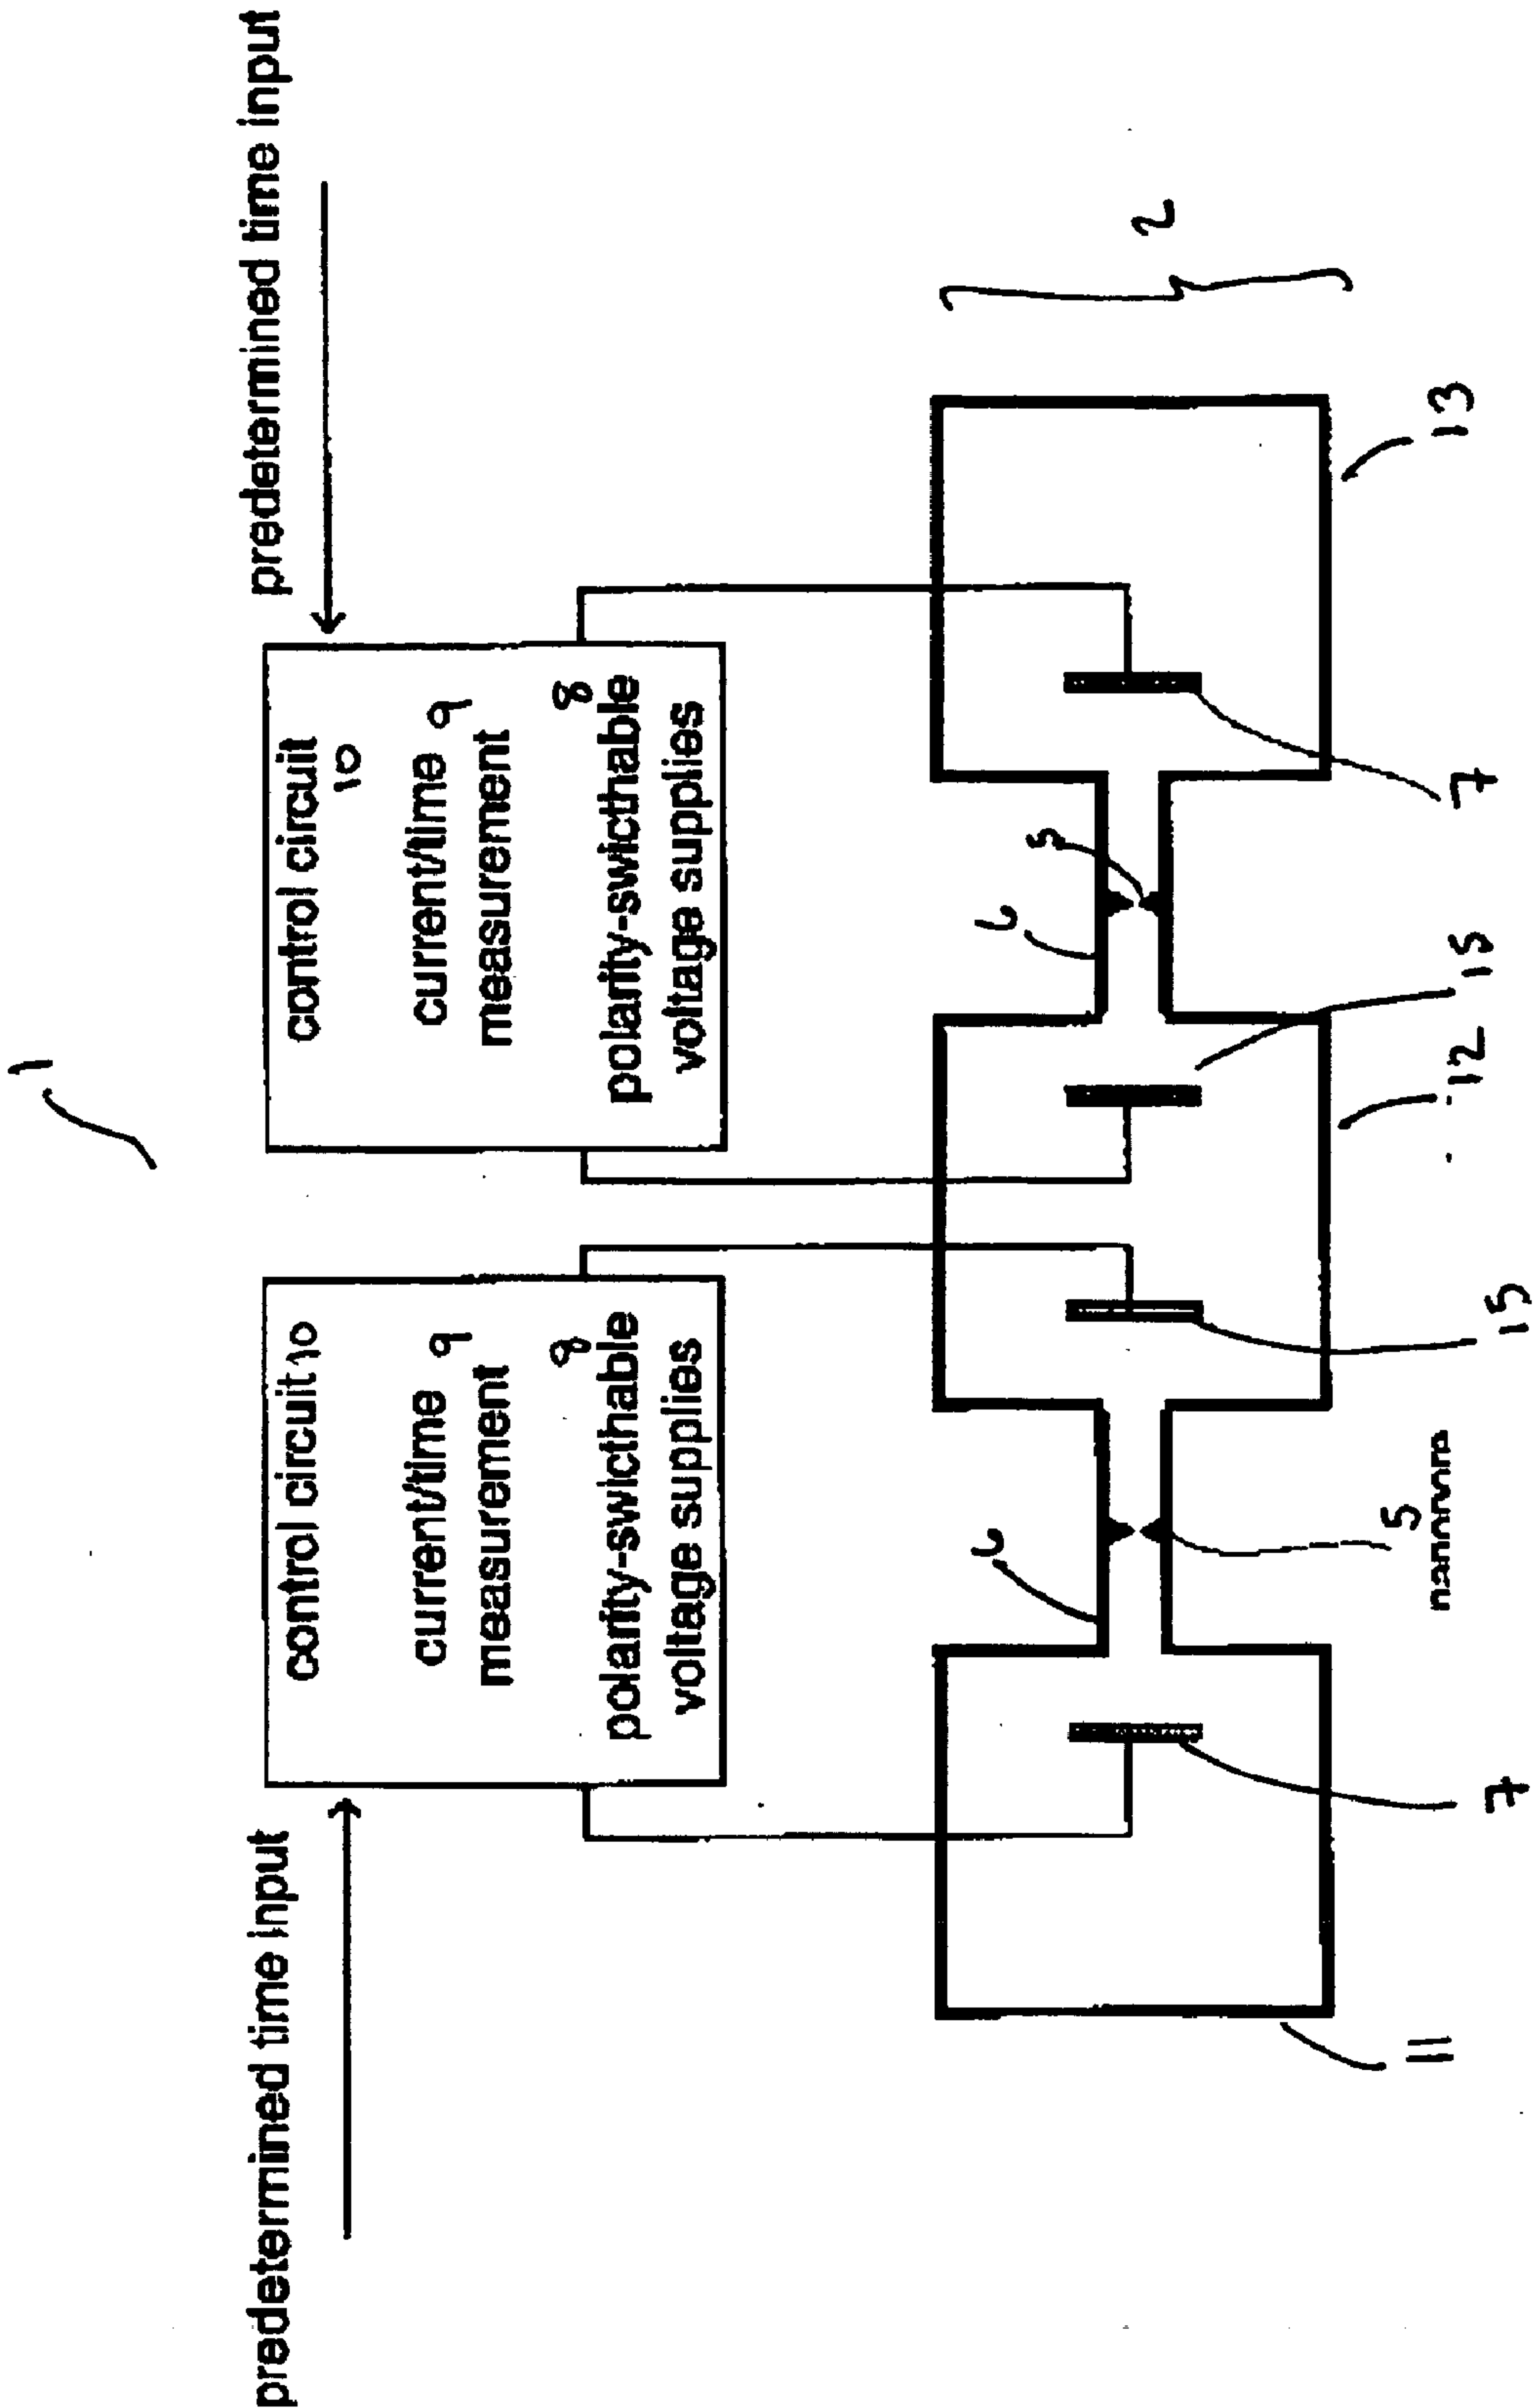 1
predetermined time input
control circuit 10
current/time 9
measurement
8
polarity-swicthable
voltage supplies
predetermined time input
control circuit
10
current/time 9
measurement
8
polarity-swicthable
voltage supplies
2
6
6
5
11
7
5
15
12
15
7
13